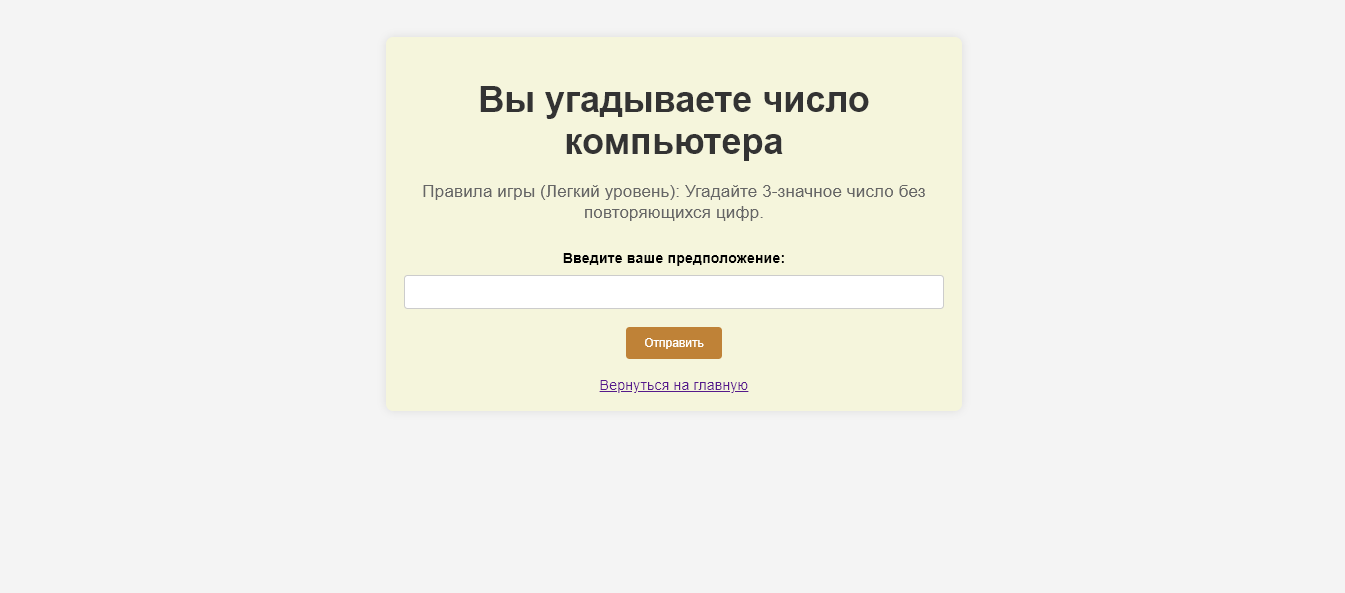 Вы угадываете число
компьютера
Правила игры (Легкий уровень): Угадайте 3-значное число без
повторяющихся цифр.
Введите ваше предположение:
Отправить
Вернуться на главную